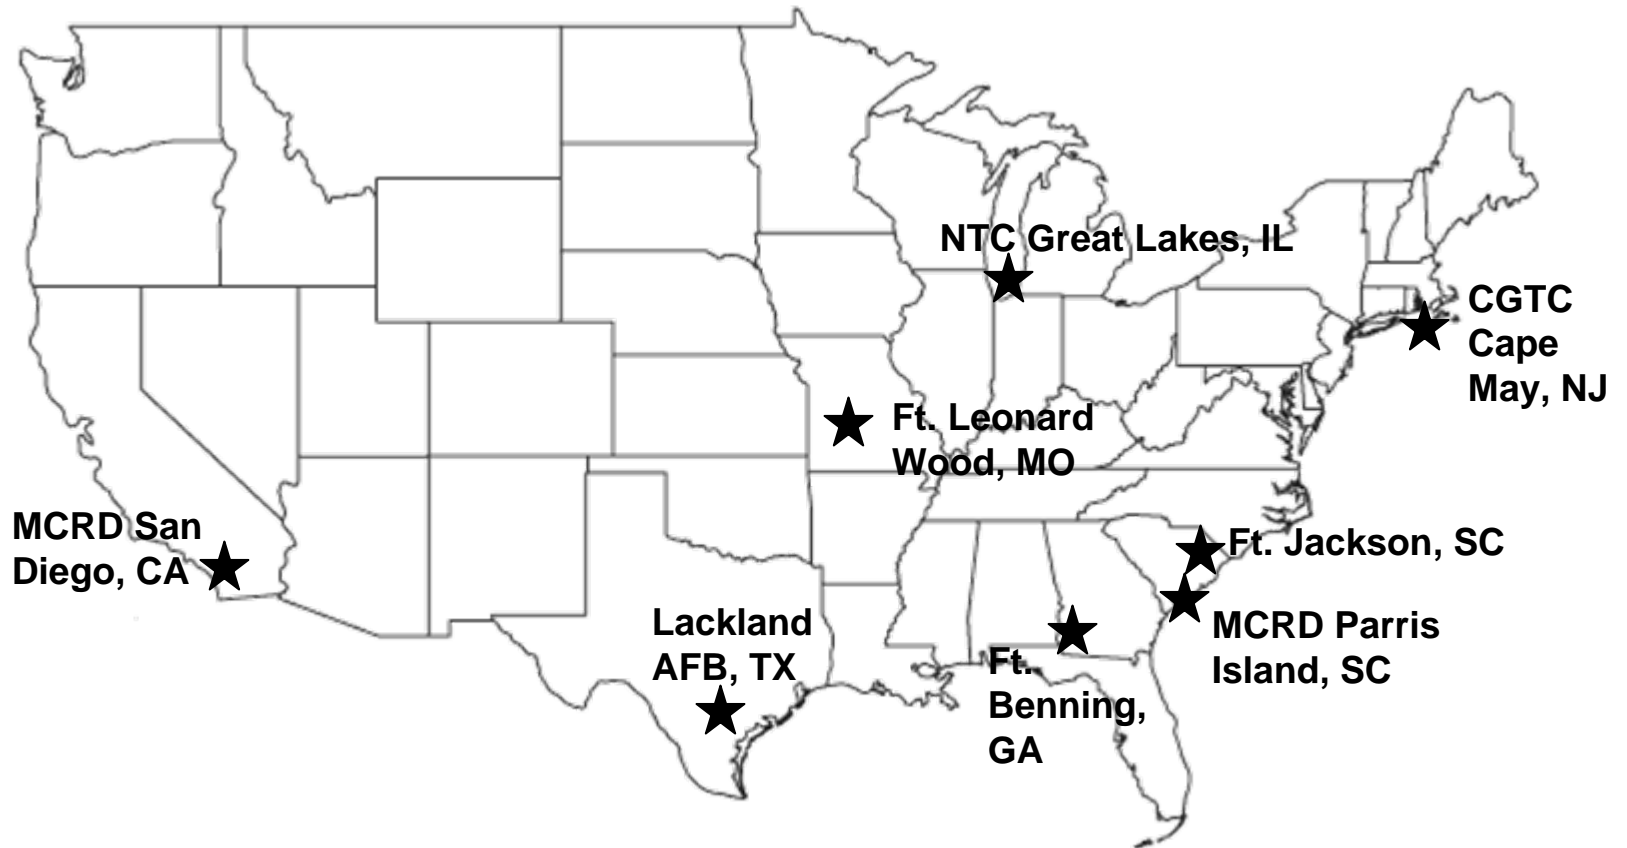 NTC Great Lakes, IL
CGTC
Cape
May, NJ
Ft. Leonard
Wood, MO
MCRD San
Diego, CA
Ft. Jackson, SC
Lackland
AFB, TX
MCRD Parris
Island, SC
Ft.
Benning,
GA